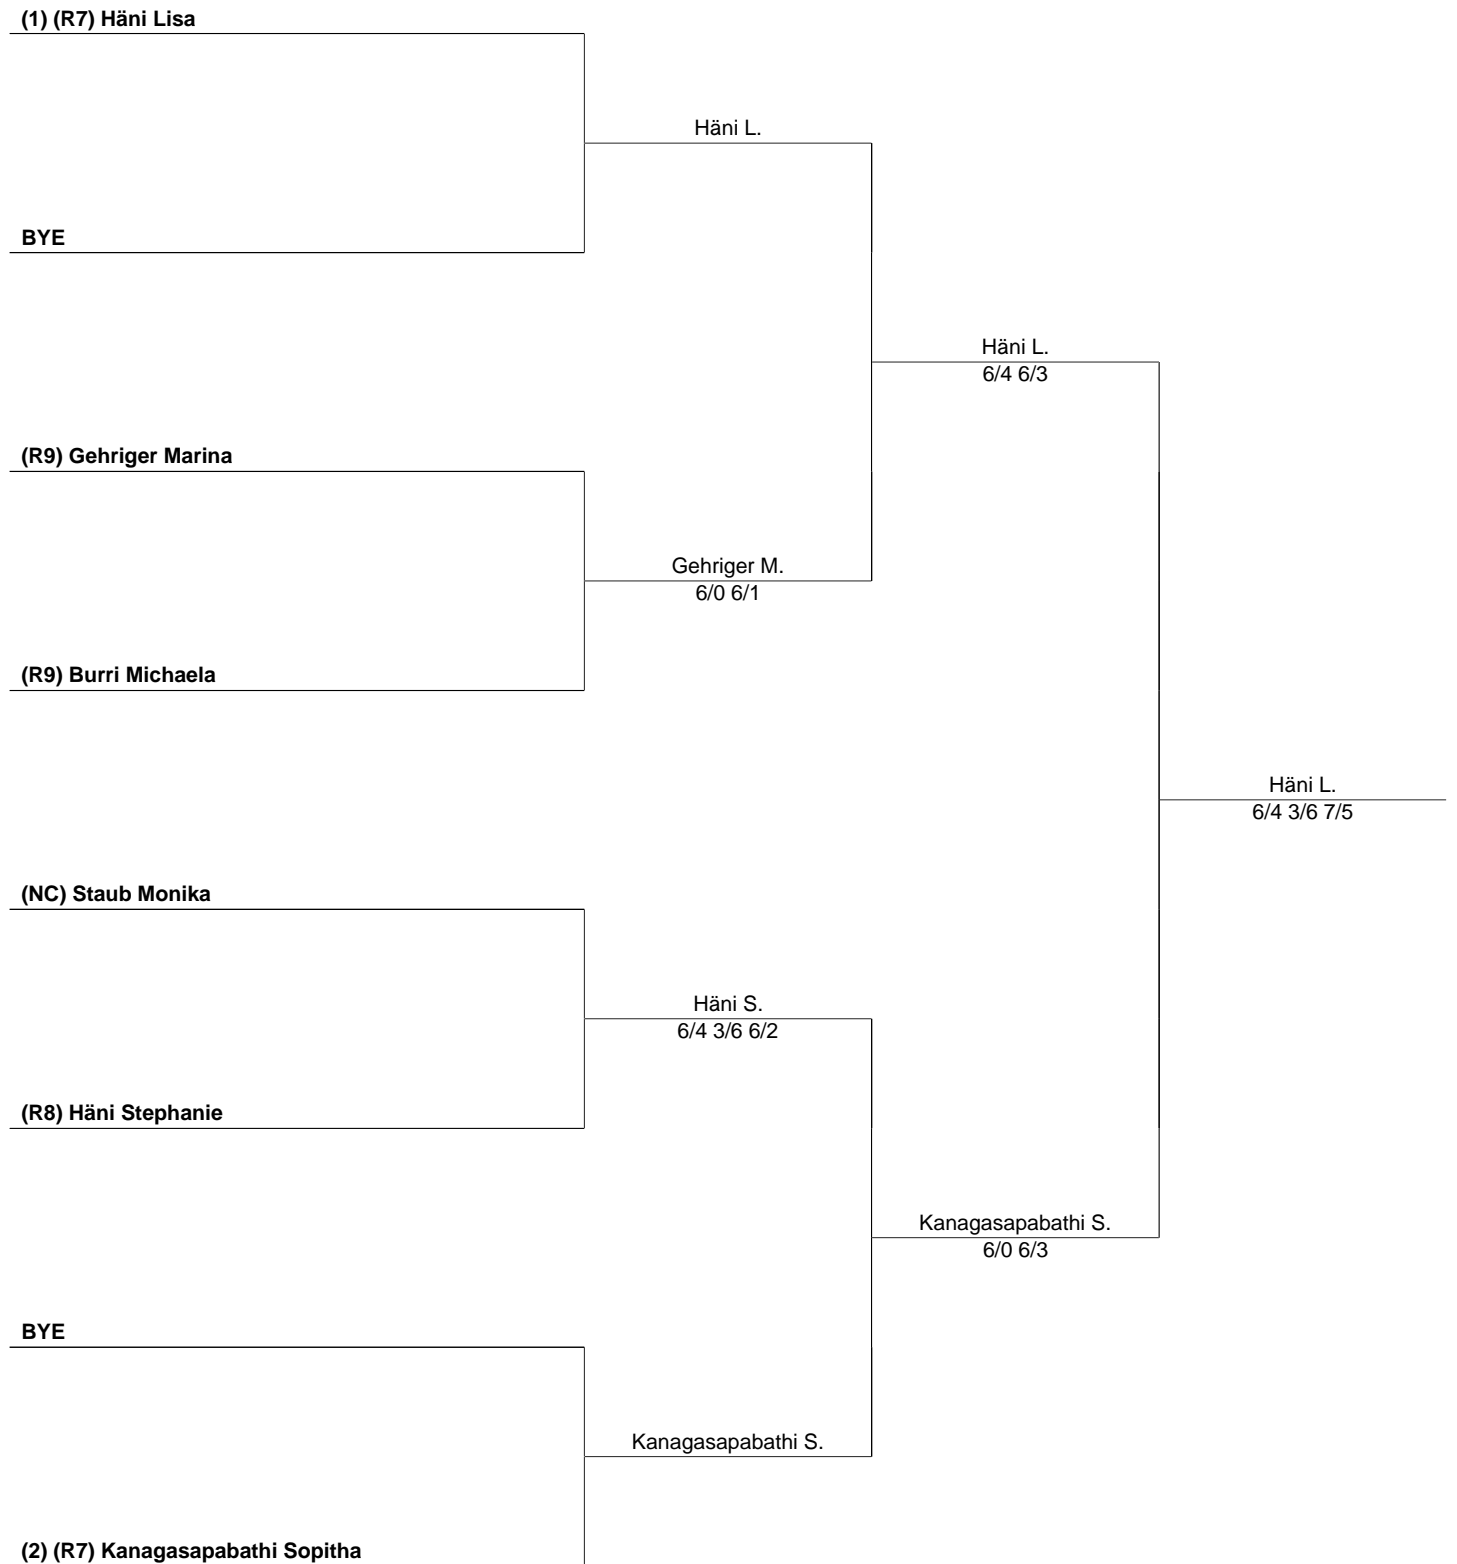 (1) (R7) Häni Lisa
Häni L.
BYE
Häni L.
6/4 6/3
(R9) Gehriger Marina
Gehriger M.
6/0 6/1
(R9) Burri Michaela
Häni L.
6/4 3/6 7/5
(NC) Staub Monika
Häni S.
6/4 3/6 6/2
(R8) Häni Stephanie
Kanagasapabathi S.
6/0 6/3
BYE
Kanagasapabathi S.
(2) (R7) Kanagasapabathi Sopitha